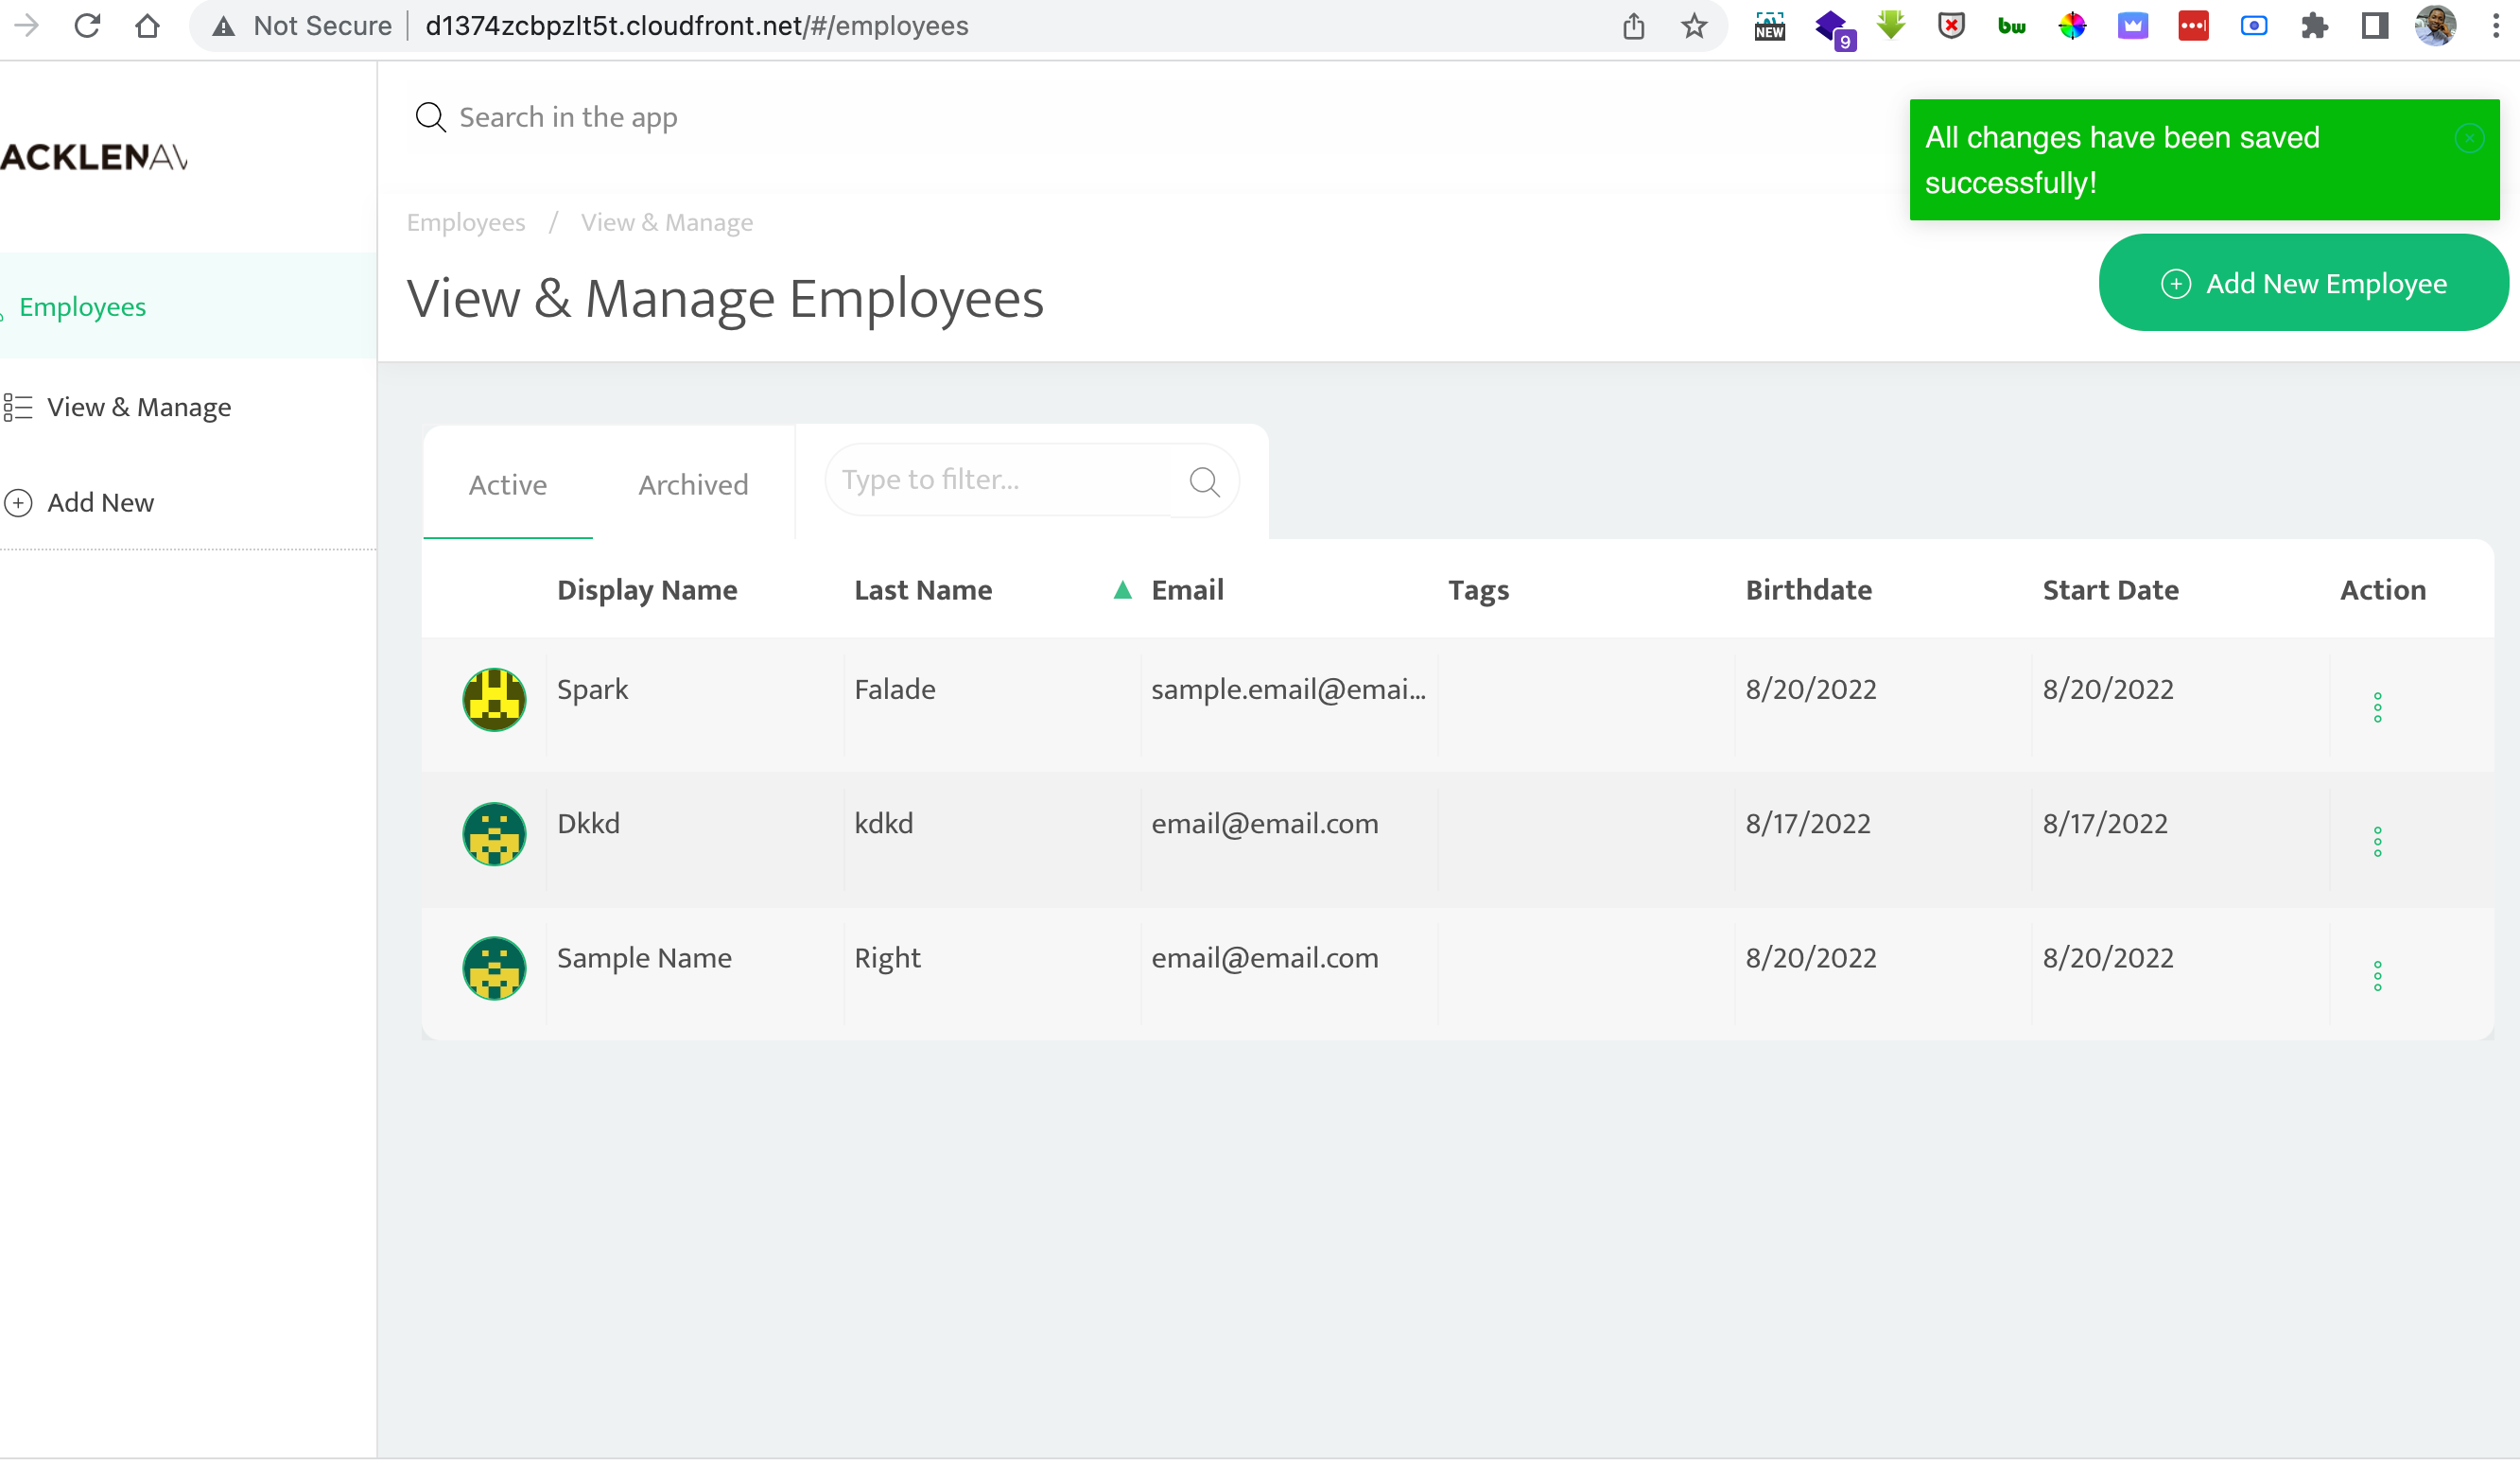 Not Secure | d1374zcbpzlt5t.cloudfront.net/#/employees
NEW
9
bw
ACKLENAV
Search in the app
All changes have been saved
successfully!
Employees / View & Manage
View & Manage Employees
Add New Employee
Employees
View & Manage
Add New
Active
Archived
Type to filter...
Display Name Last Name Email Tags Birthdate Start Date Action
Spark Falade sample.email@emai... 8/20/2022 8/20/2022
Dkkd kdkd email@email.com 8/17/2022 8/17/2022
Sample Name Right email@email.com 8/20/2022 8/20/2022